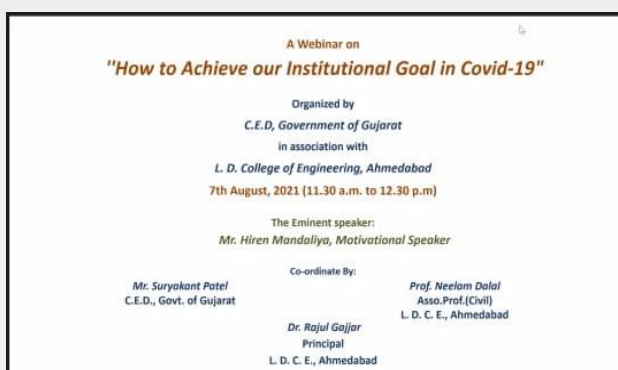 A Webinar on
"How to Achieve our Institutional Goal in Covid-19"
Organized by
C.E.D, Government of Gujarat
in association with
L. D. College of Engineering, Ahmedabad
7th August, 2021 (11.30 a.m. to 12.30 p.m)
The Eminent speaker:
Mr. Hiren Mandaliya, Motivational Speaker
Co-ordinate By:
Mr. Suryakant Patel
C.E.D., Govt. of Gujarat
Prof. Neelam Dalal
Asso.Prof.(Civil)
L. D. C. E., Ahmedabad
Dr. Rajul Gajjar
Principal
L. D. C. E., Ahmedabad